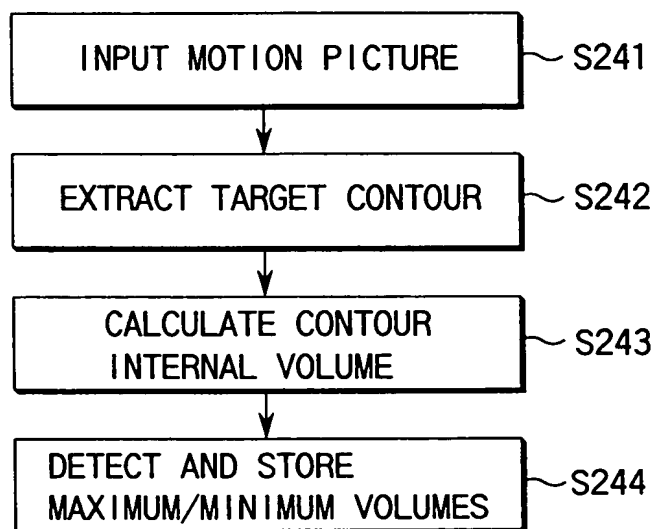 INPUT MOTION PICTURE
S241
EXTRACT TARGET CONTOUR
S242
CALCULATE CONTOUR
INTERNAL VOLUME
S243
DETECT AND STORE
MAXIMUM/MINIMUM VOLUMES
S244